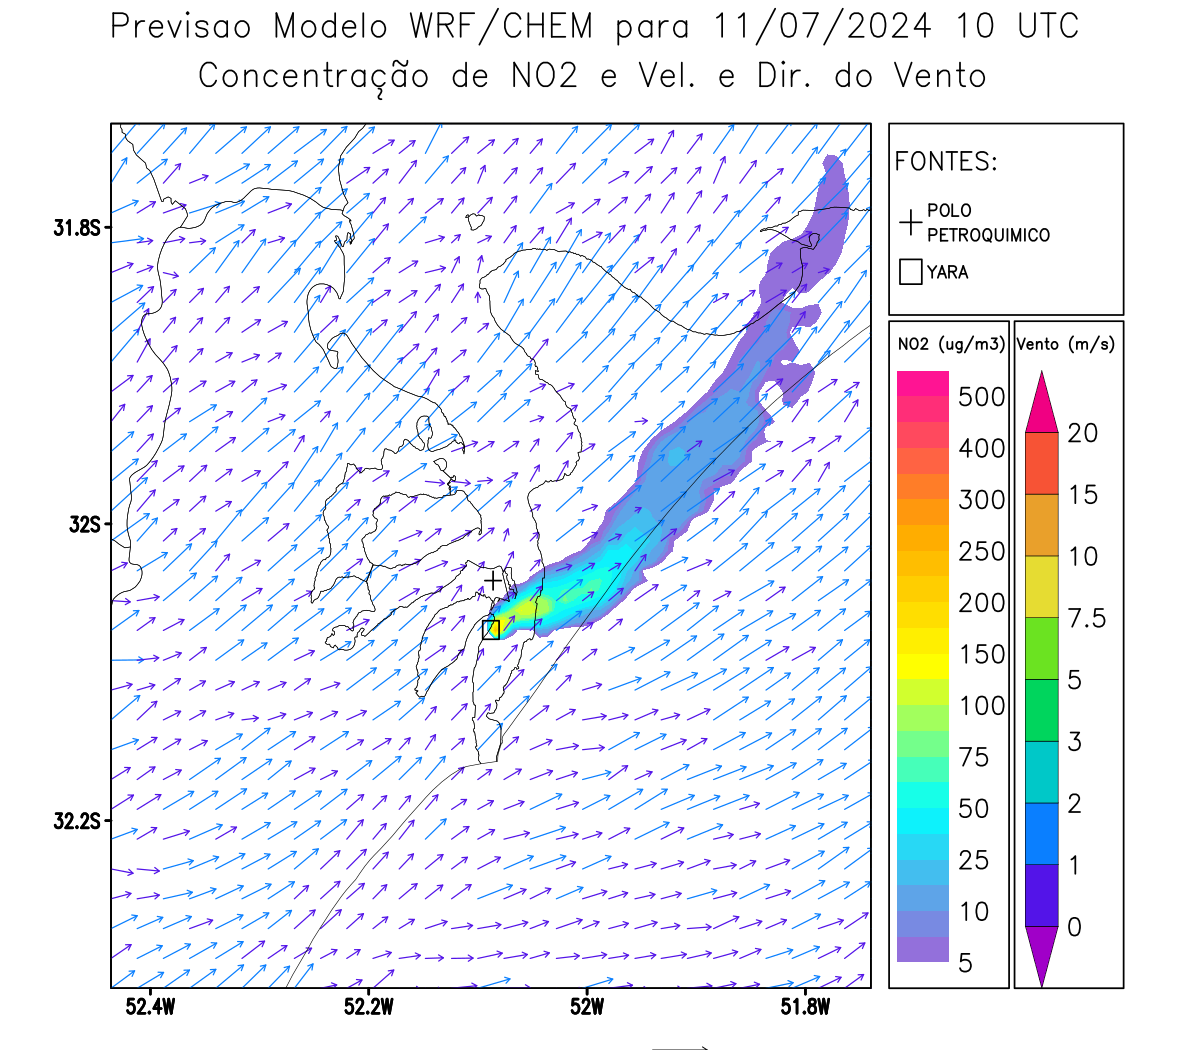 Previsao Modelo WRF/CHEM para 11/07/2024 10 UTC
Concentração de NO2 e Vel. e Dir. do Vento
FONTES:
POLO
PETROQUIMICO
YARA
NO2 (ug/m3)
500
400
300
250
200
150
100
75
50
25
10
5
Vento (m/s)
20
15
10
7.5
5
3
2
1
0
31.8S
32S
32.2S
52.4W
52.2W
52W
51.8W